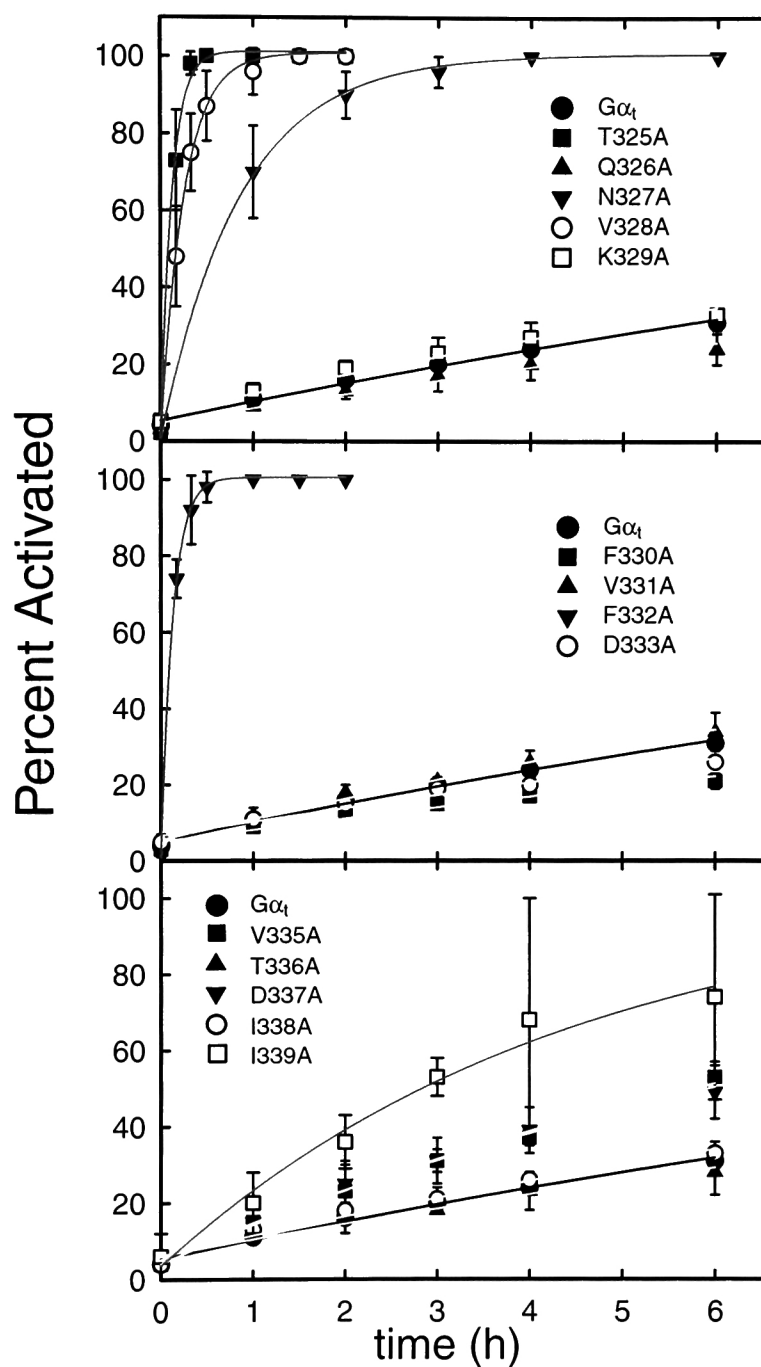 Percent Activated
100
80
60
40
20
0
Gαt
T325A
Q326A
N327A
V328A
K329A
100
80
60
40
20
0
Gαt
F330A
V331A
F332A
D333A
100
80
60
40
20
0
Gαt
V335A
T336A
D337A
I338A
I339A
0 1 2 3 4 5 6
time (h)